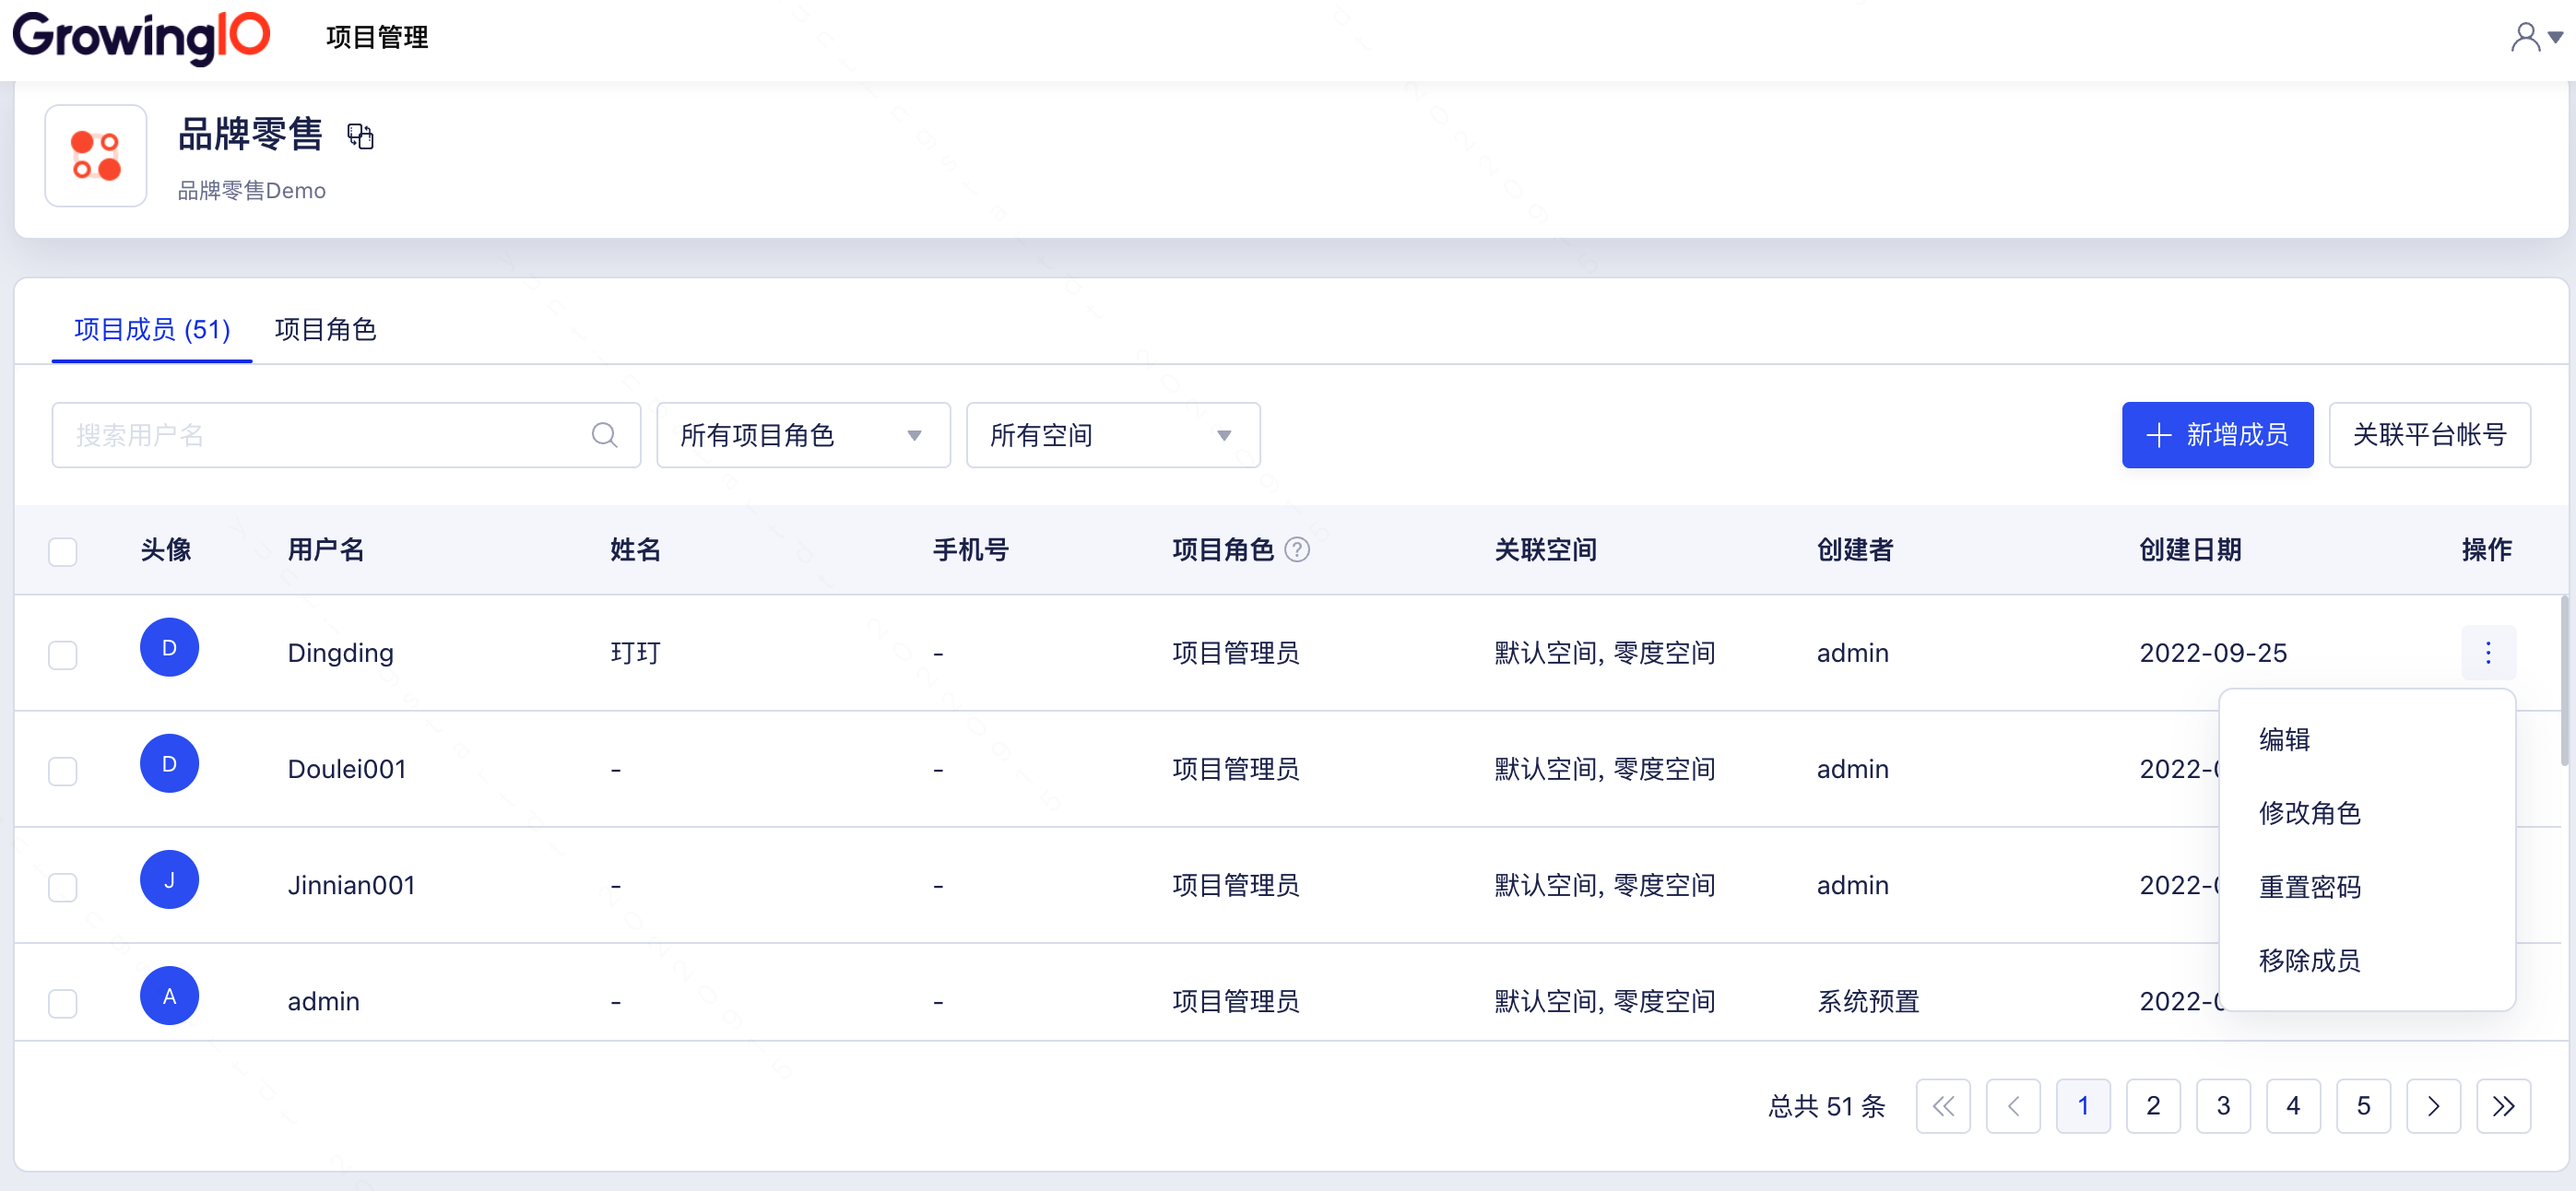 GrowingIO 项目管理
品牌零售
品牌零售Demo
项目成员 (51) 项目角色
搜索用户名 所有项目角色 所有空间 新增成员 关联平台帐号
头像 用户名 姓名 手机号 项目角色 ? 关联空间 创建者 创建日期 操作
D Dingding 玎玎 - 项目管理员 默认空间, 零度空间 admin 2022-09-25
编辑
D Doulei001 - - 项目管理员 默认空间, 零度空间 admin 2022-
修改角色
J Jinnian001 - - 项目管理员 默认空间, 零度空间 admin 2022-
重置密码
移除成员
A admin - - 项目管理员 默认空间, 零度空间 系统预置 2022-
总共 51 条 1 2 3 4 5